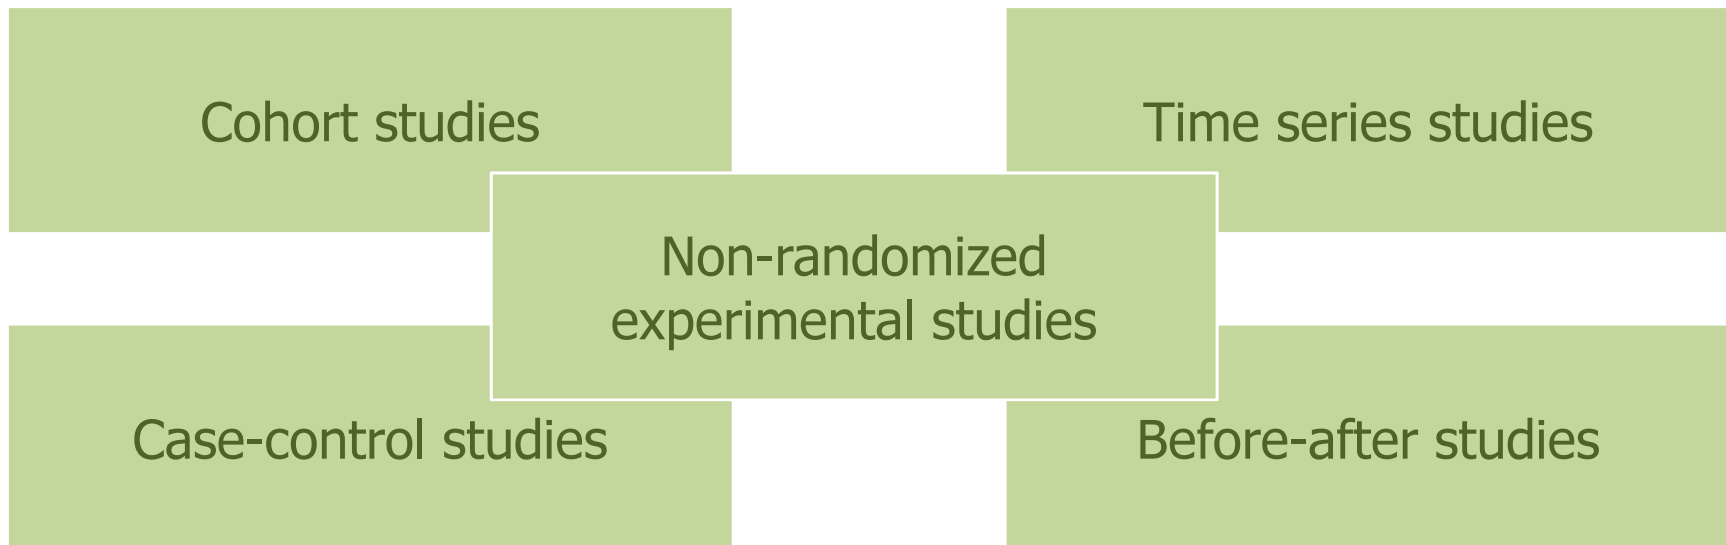 Cohort studies
Time series studies
Non-randomized
experimental studies
Case-control studies
Before-after studies